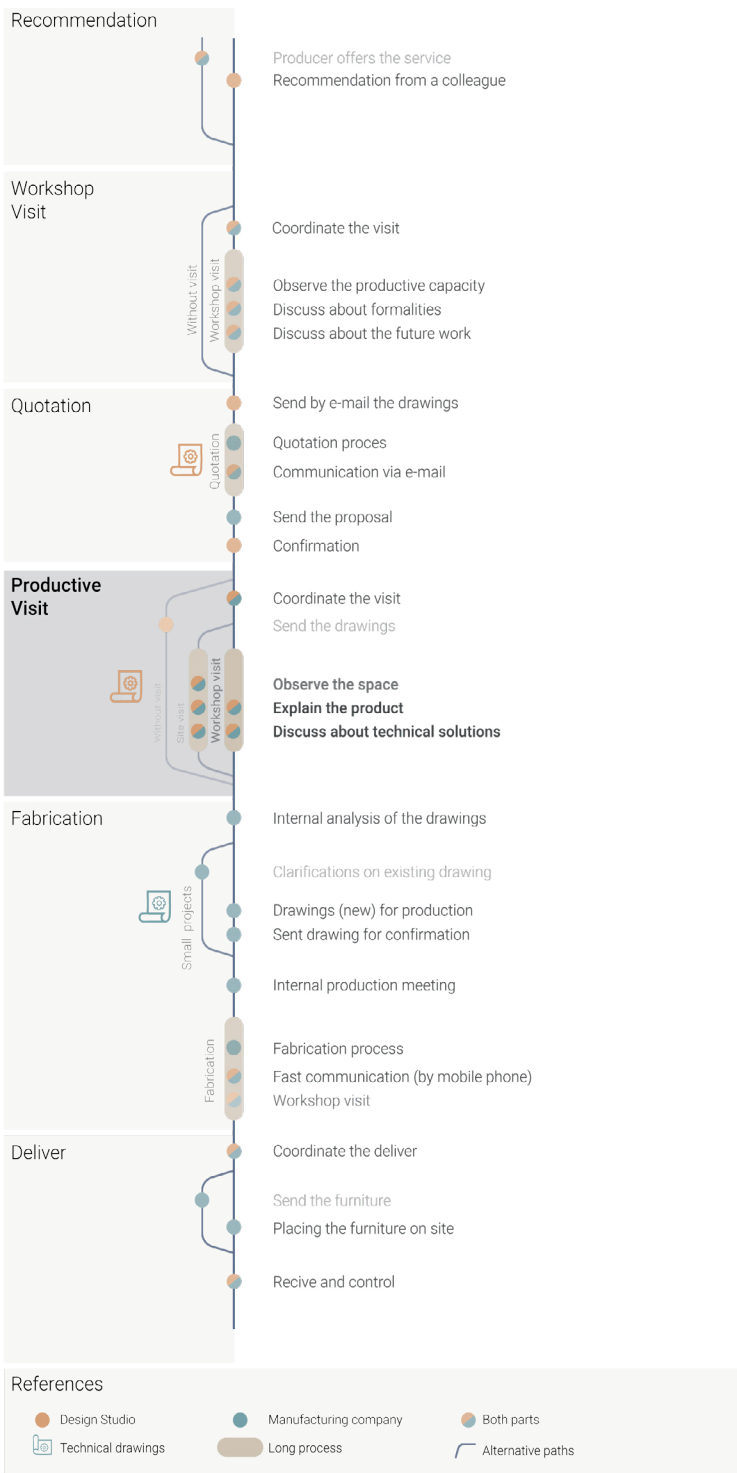 Recommendation
Producer offers the service
Recommendation from a colleague
Workshop
Visit
Coordinate the visit
Without visit
Workshop visit
Observe the productive capacity
Discuss about formalities
Discuss about the future work
Quotation
Send by e-mail the drawings
Quotation
Quotation proces
Communication via e-mail
Send the proposal
Confirmation
Productive
Visit
Coordinate the visit
Send the drawings
Without visit
Site visit
Workshop visit
Observe the space
Explain the product
Discuss about technical solutions
Fabrication
Internal analysis of the drawings
Clarifications on existing drawing
Small projects
Drawings (new) for production
Sent drawing for confirmation
Internal production meeting
Fabrication
Fabrication process
Fast communication (by mobile phone)
Workshop visit
Deliver
Coordinate the deliver
Send the furniture
Placing the furniture on site
Recive and control
References
Design Studio
Manufacturing company
Both parts
Technical drawings
Long process
Alternative paths